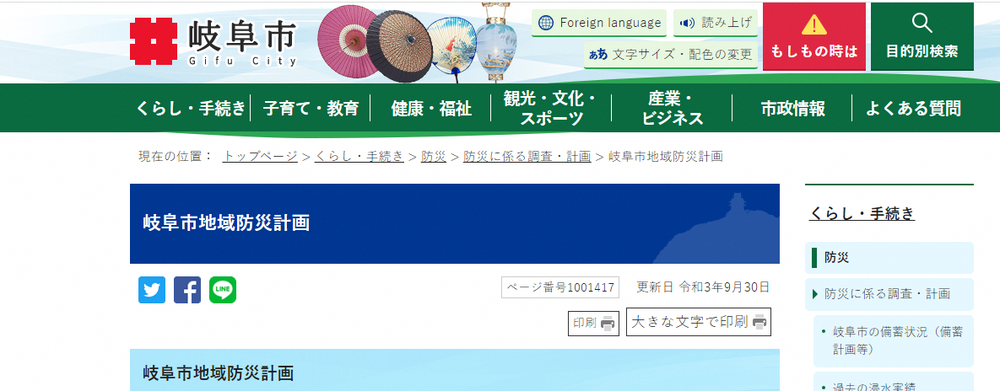 岐阜市
Gifu City
Foreign language
読み上げ
ああ 文字サイズ・配色の変更
もしもの時は
目的別検索
くらし・手続き
子育て・教育
健康・福祉
観光・文化・
スポーツ
産業・
ビジネス
市政情報
よくある質問
現在の位置： トップページ > くらし・手続き > 防災 > 防災に係る調査・計画 > 岐阜市地域防災計画
岐阜市地域防災計画
ページ番号1001417
更新日 令和3年9月30日
LINE
印刷
大きな文字で印刷
岐阜市地域防災計画
くらし・手続き
防災
防災に係る調査・計画
岐阜市の備蓄状況（備蓄
計画等）
過去の浸水実績